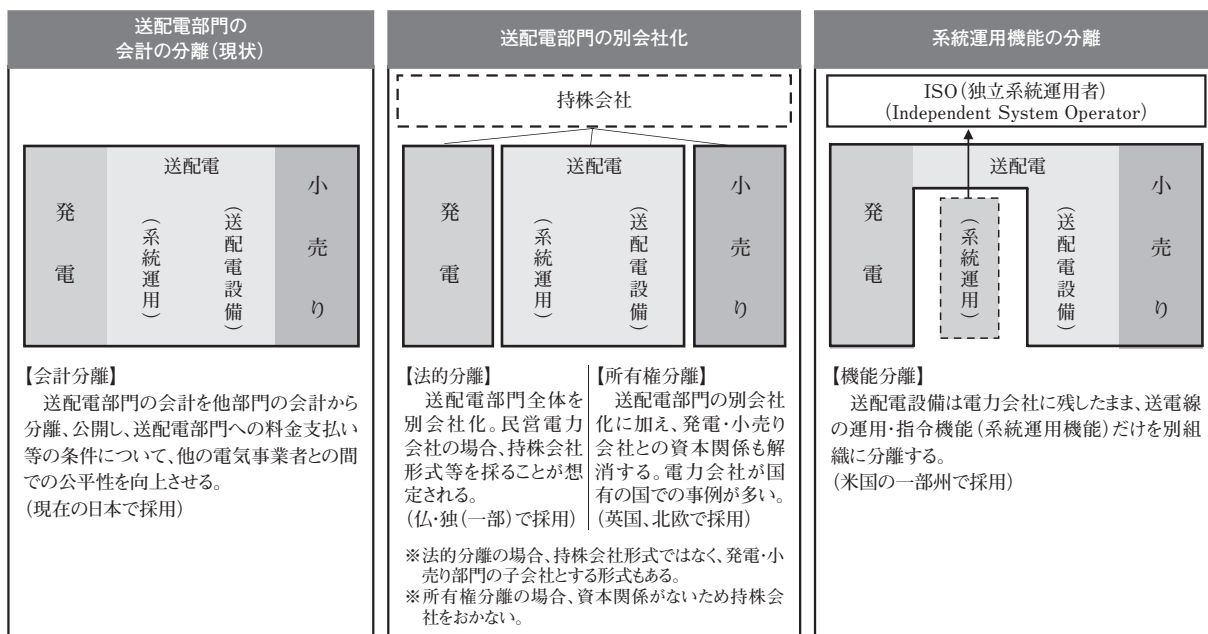 送配電部門の
会計の分離(現状)
発電
送配電
(系統運用)
(送配電設備)
小売り
【会計分離】
送配電部門の会計を他部門の会計から
分離、公開し、送配電部門への料金支払い
等の条件について、他の電気事業者との間
での公平性を向上させる。
(現在の日本で採用)
送配電部門の別会社化
持株会社
発電
送配電
(系統運用)
(送配電設備)
小売り
【法的分離】
送配電部門全体を
別会社化。民営電力
会社の場合、持株会社
形式等を採ることが想
定される。
(仏・独(一部)で採用)
【所有権分離】
送配電部門の別会社
化に加え、発電・小売り
会社との資本関係も解
消する。電力会社が国
有の国での事例が多い。
(英国、北欧で採用)
※法的分離の場合、持株会社形式ではなく、発電・小
売り部門の子会社とする形式もある。
※所有権分離の場合、資本関係がないため持株会
社をおかない。
系統運用機能の分離
ISO(独立系統運用者)
(Independent System Operator)
発電
送配電
(系統運用)
(送配電設備)
小売り
【機能分離】
送配電設備は電力会社に残したまま、送電線
の運用・指令機能(系統運用機能)だけを別組
織に分離する。
(米国の一部州で採用)